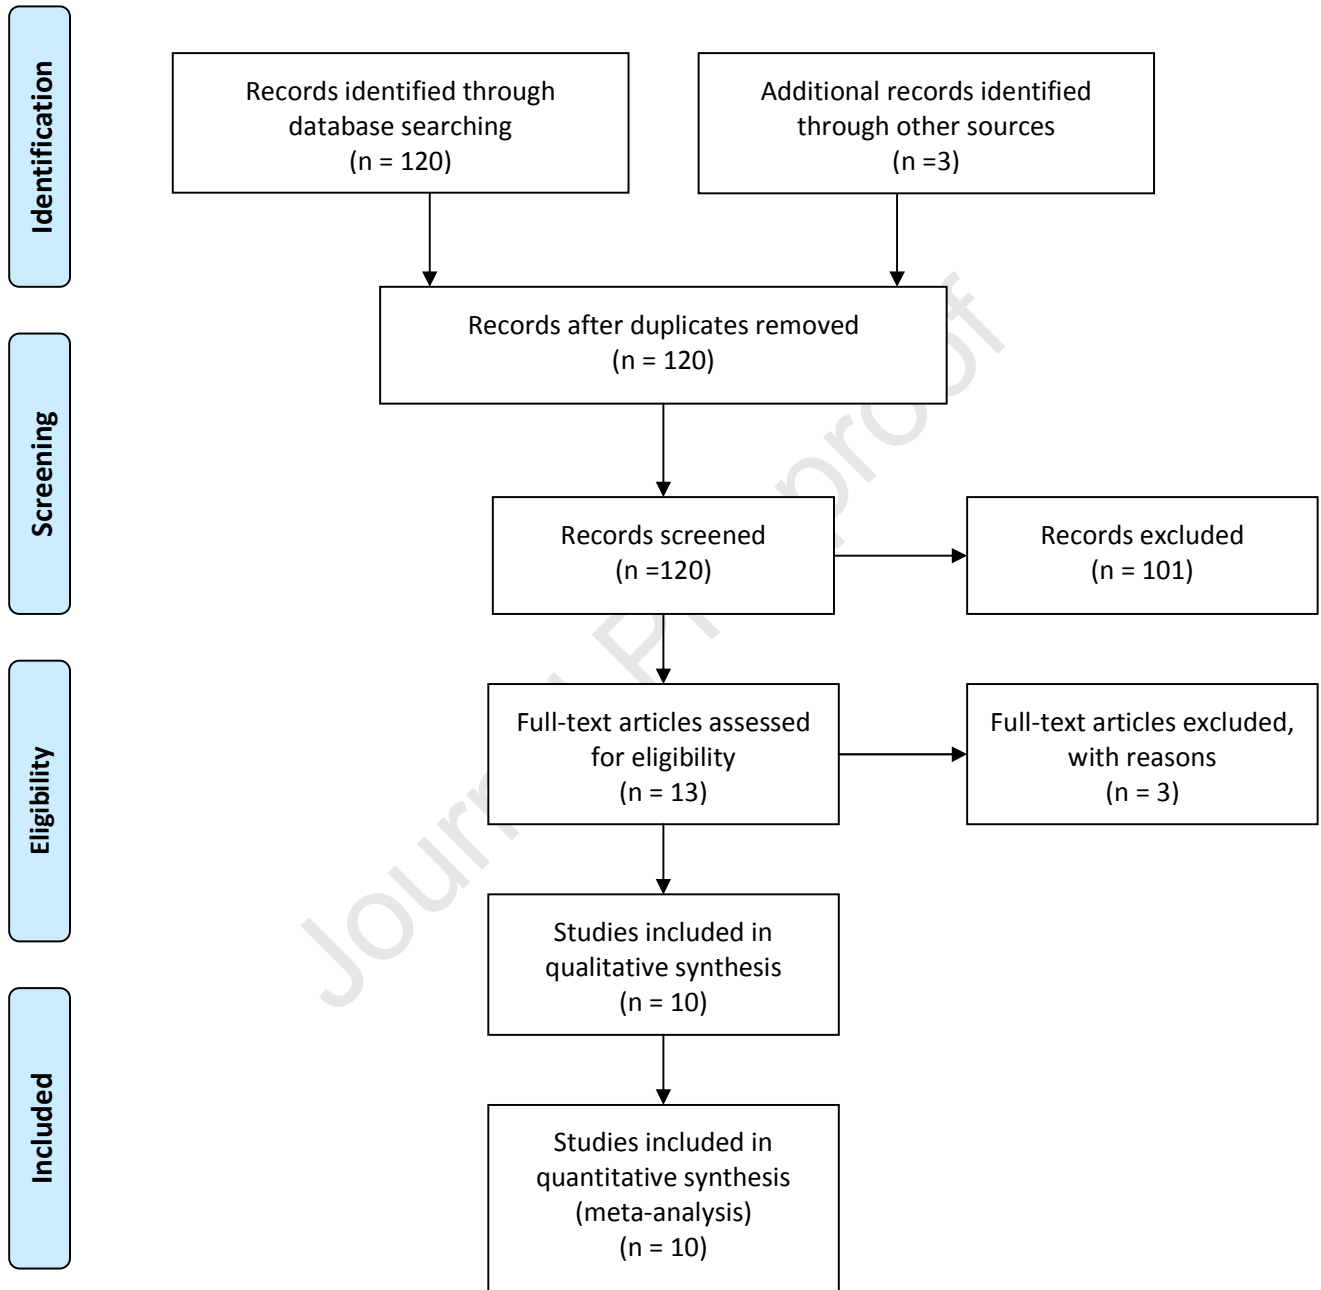 Identification
Records identified through
database searching
(n = 120)
Additional records identified
through other sources
(n =3)
Records after duplicates removed
(n = 120)
Screening
Records screened
(n =120)
Records excluded
(n = 101)
Eligibility
Full-text articles assessed
for eligibility
(n = 13)
Full-text articles excluded,
with reasons
(n = 3)
Studies included in
qualitative synthesis
(n = 10)
Included
Studies included in
quantitative synthesis
(meta-analysis)
(n = 10)